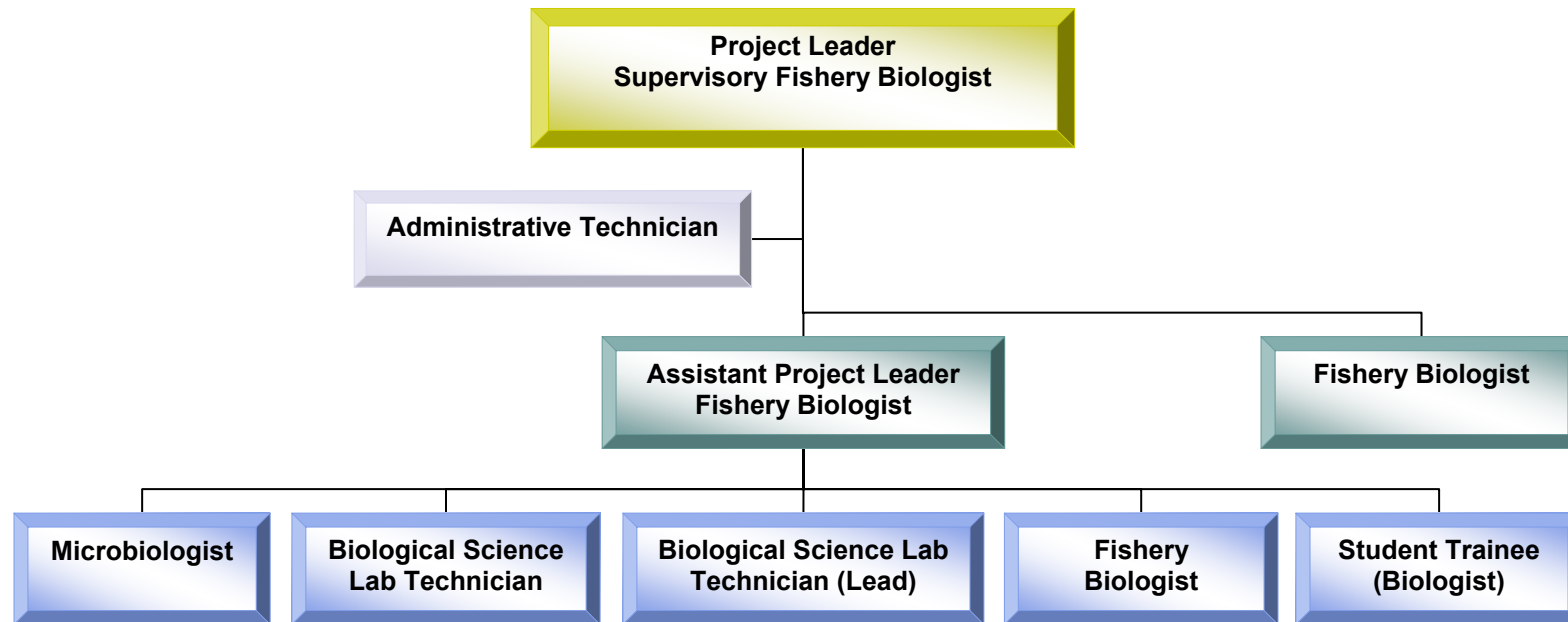 Project Leader
Supervisory Fishery Biologist
Administrative Technician
Assistant Project Leader
Fishery Biologist
Fishery Biologist
Microbiologist
Biological Science
Lab Technician
Biological Science Lab
Technician (Lead)
Fishery
Biologist
Student Trainee
(Biologist)